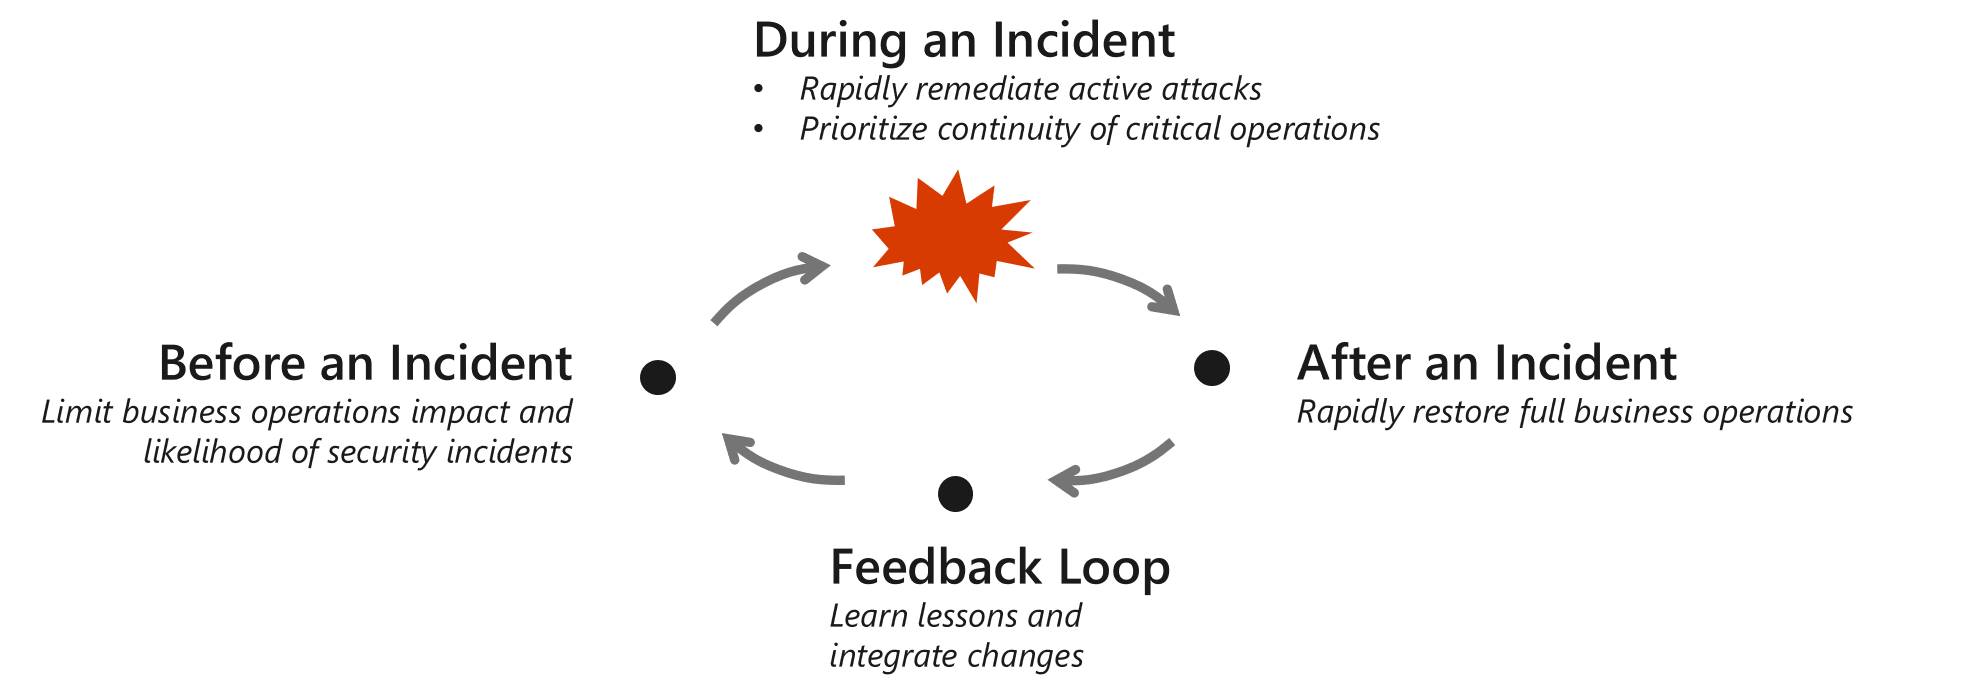 During an Incident
• Rapidly remediate active attacks
• Prioritize continuity of critical operations
Before an Incident
Limit business operations impact and
likelihood of security incidents
After an Incident
Rapidly restore full business operations
Feedback Loop
Learn lessons and
integrate changes